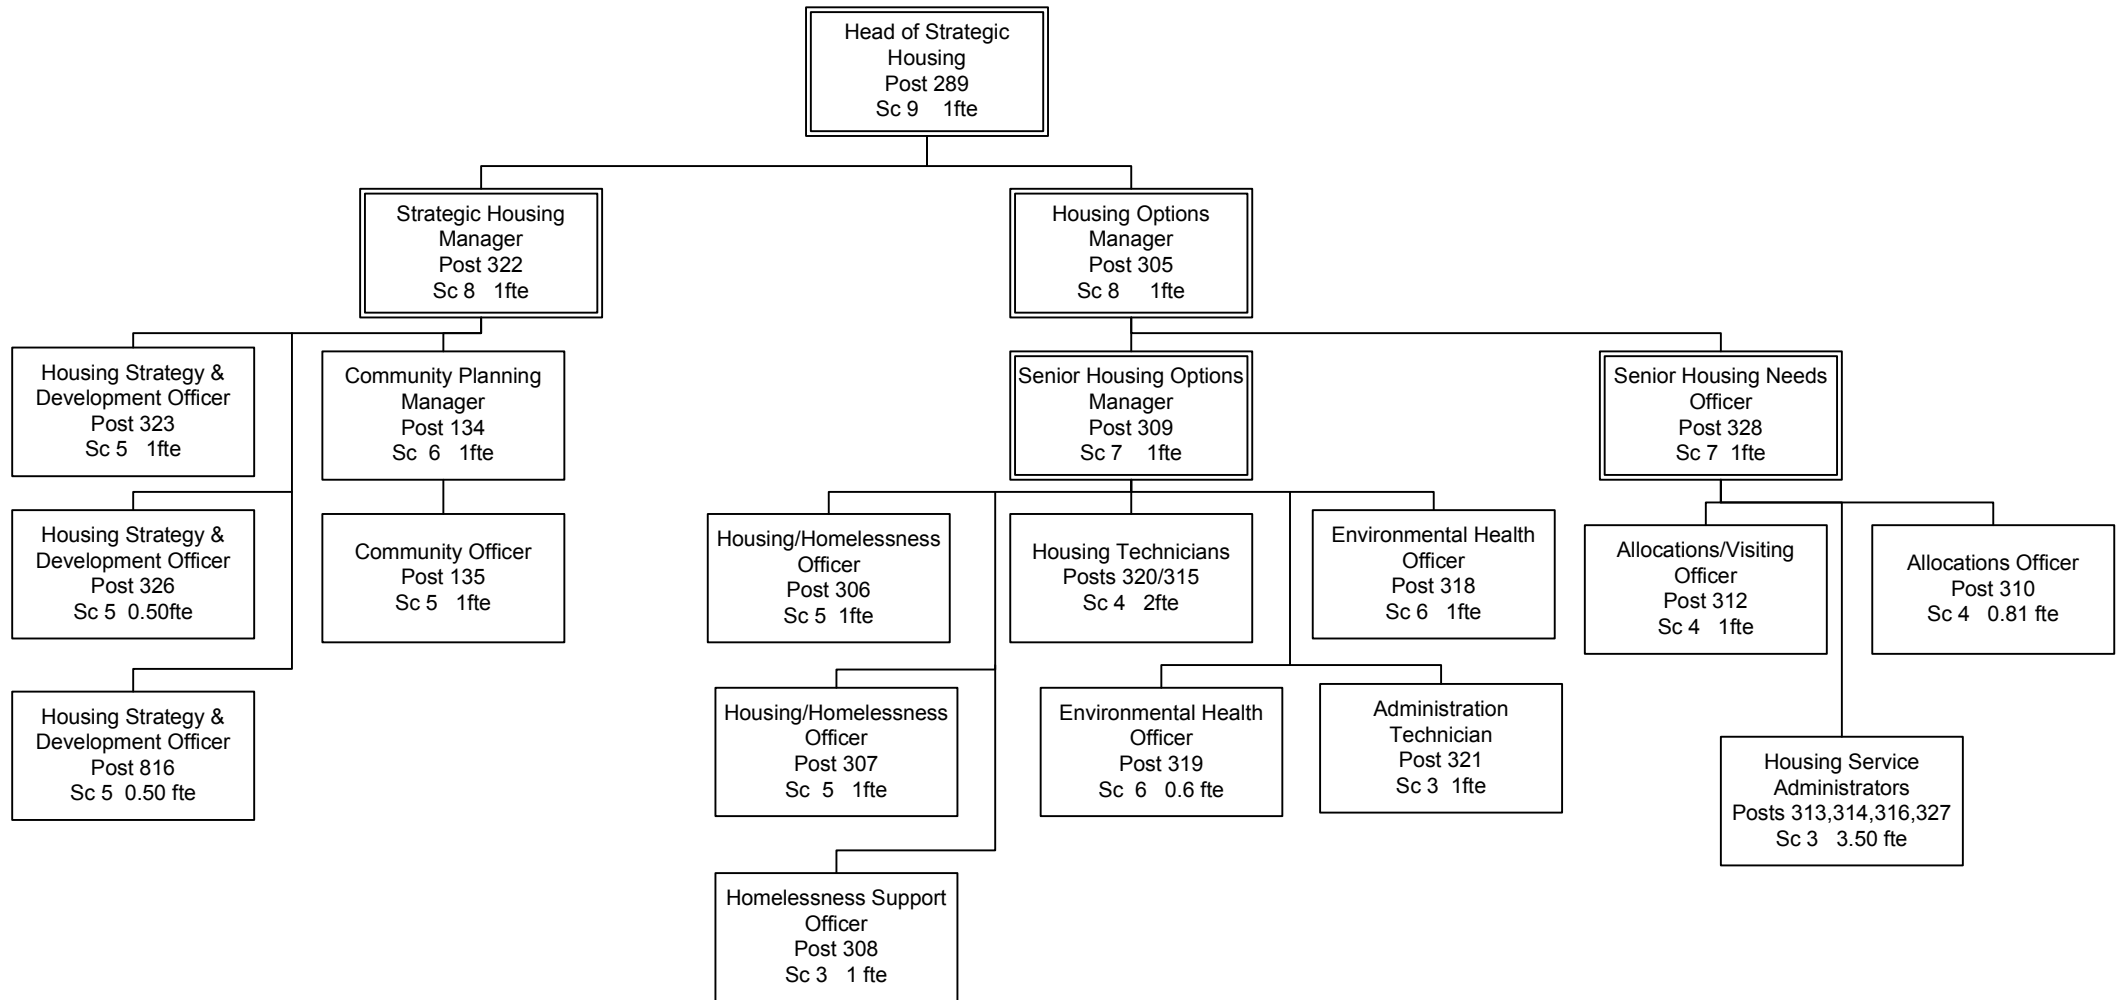 Head of Strategic
Housing
Post 289
Sc 9 1fte
Strategic Housing
Manager
Post 322
Sc 8 1fte
Housing Options
Manager
Post 305
Sc 8 1fte
Housing Strategy &
Development Officer
Post 323
Sc 5 1fte
Community Planning
Manager
Post 134
Sc 6 1fte
Senior Housing Options
Manager
Post 309
Sc 7 1fte
Senior Housing Needs
Officer
Post 328
Sc 7 1fte
Housing Strategy &
Development Officer
Post 326
Sc 5 0.50fte
Community Officer
Post 135
Sc 5 1fte
Housing/Homelessness
Officer
Post 306
Sc 5 1fte
Housing Technicians
Posts 320/315
Sc 4 2fte
Environmental Health
Officer
Post 318
Sc 6 1fte
Allocations/Visiting
Officer
Post 312
Sc 4 1fte
Allocations Officer
Post 310
Sc 4 0.81 fte
Housing Strategy &
Development Officer
Post 816
Sc 5 0.50 fte
Housing/Homelessness
Officer
Post 307
Sc 5 1fte
Environmental Health
Officer
Post 319
Sc 6 0.6 fte
Administration
Technician
Post 321
Sc 3 1fte
Housing Service
Administrators
Posts 313,314,316,327
Sc 3 3.50 fte
Homelessness Support
Officer
Post 308
Sc 3 1 fte